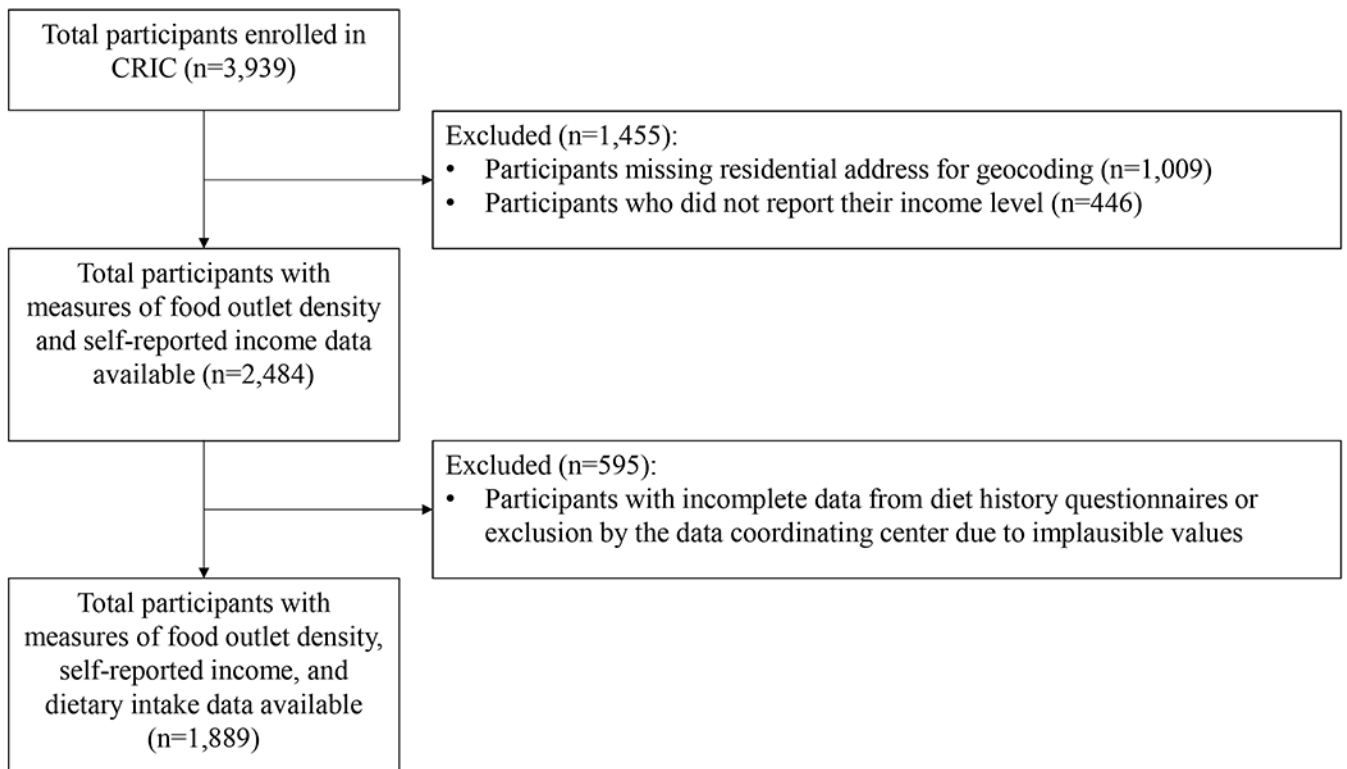 Total participants enrolled in
CRIC (n=3,939)
Excluded (n=1,455):
• Participants missing residential address for geocoding (n=1,009)
• Participants who did not report their income level (n=446)
Total participants with
measures of food outlet density
and self-reported income data
available (n=2,484)
Excluded (n=595):
• Participants with incomplete data from diet history questionnaires or
exclusion by the data coordinating center due to implausible values
Total participants with
measures of food outlet density,
self-reported income, and
dietary intake data available
(n=1,889)